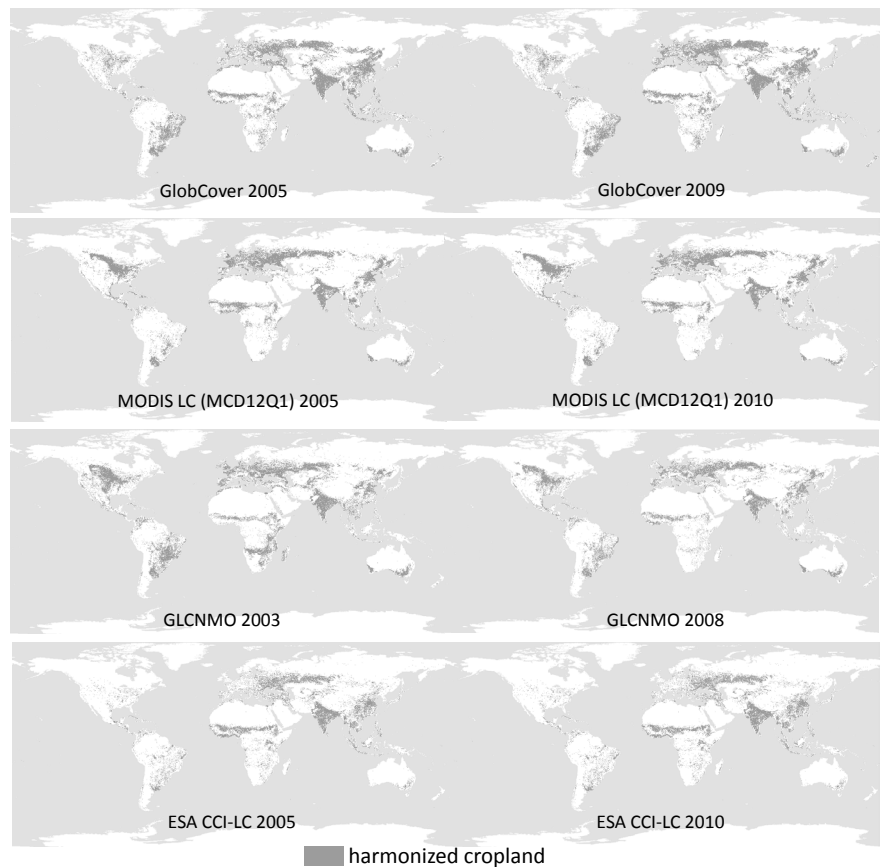 GlobCover 2005
GlobCover 2009
MODIS LC (MCD12Q1) 2005
MODIS LC (MCD12Q1) 2010
GLCNMO 2003
GLCNMO 2008
ESA CCI-LC 2005
ESA CCI-LC 2010
harmonized cropland